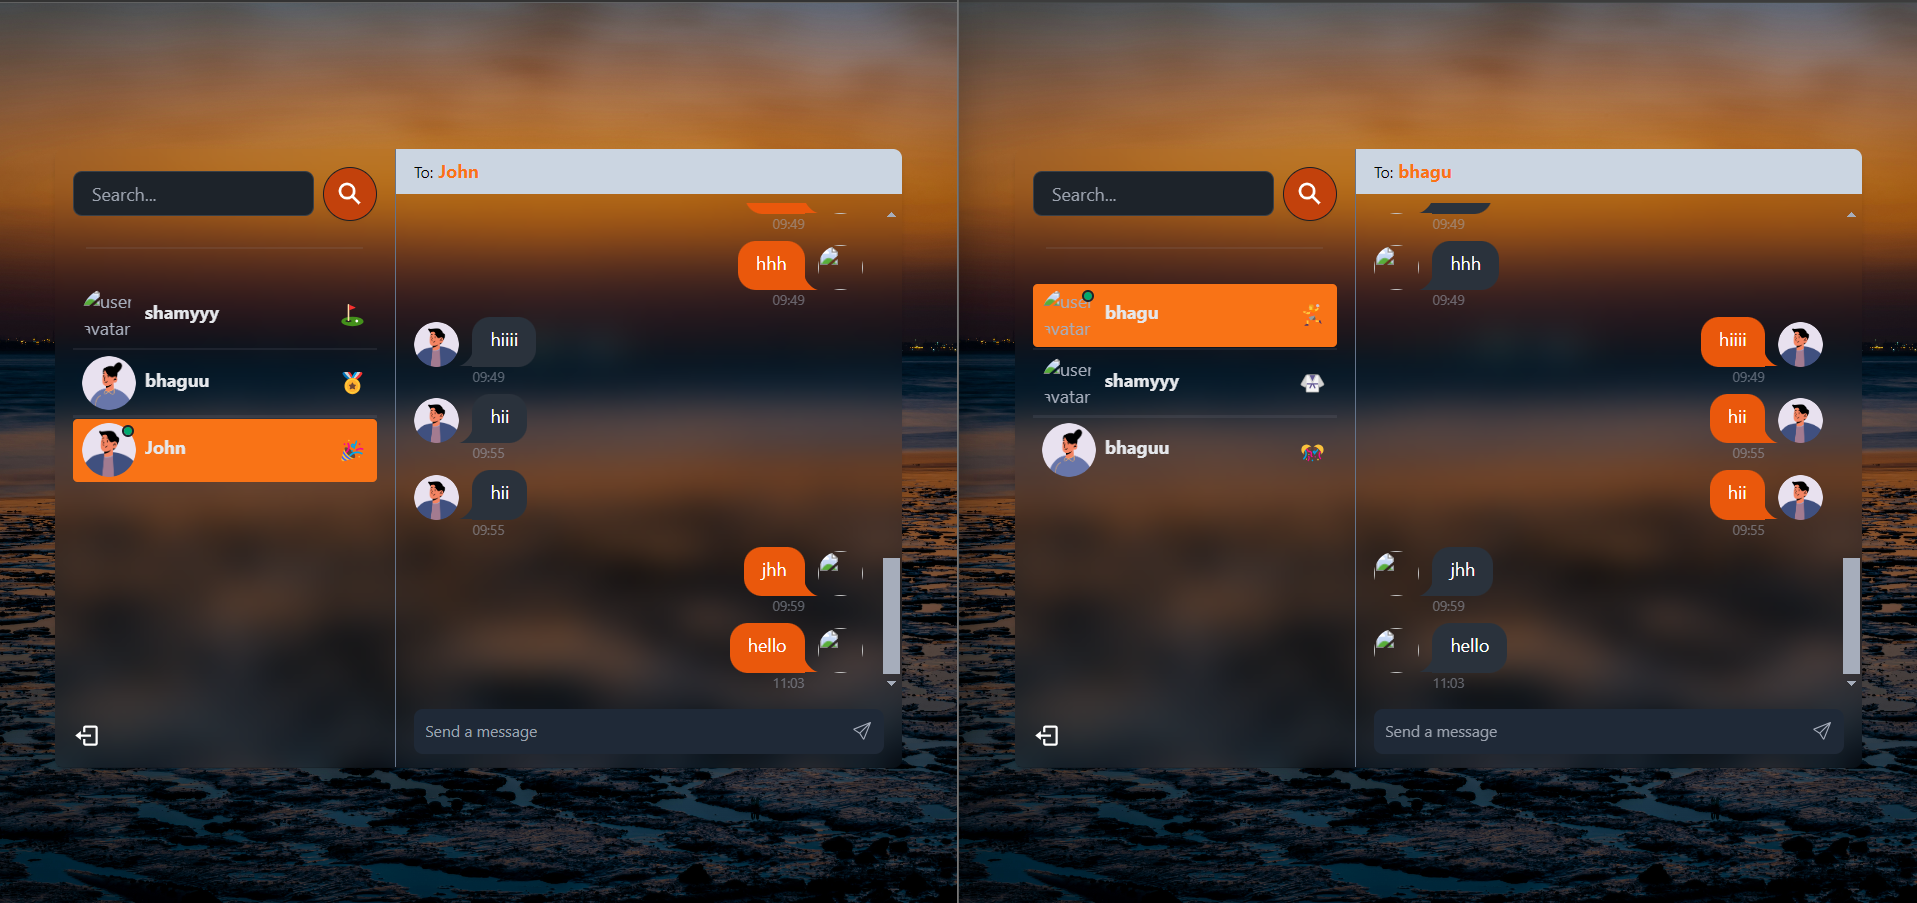 Search...
user
avatar
shamyyy
bhaguu
John
To: John
09:49
hhh
09:49
hiiii
09:49
hii
09:55
hii
09:55
jhh
09:59
hello
11:03
Send a message
Search...
user
avatar
bhagu
user
avatar
shamyyy
bhaguu
To: bhagu
09:49
hhh
09:49
hiiii
09:49
hii
09:55
hii
09:55
jhh
09:59
hello
11:03
Send a message